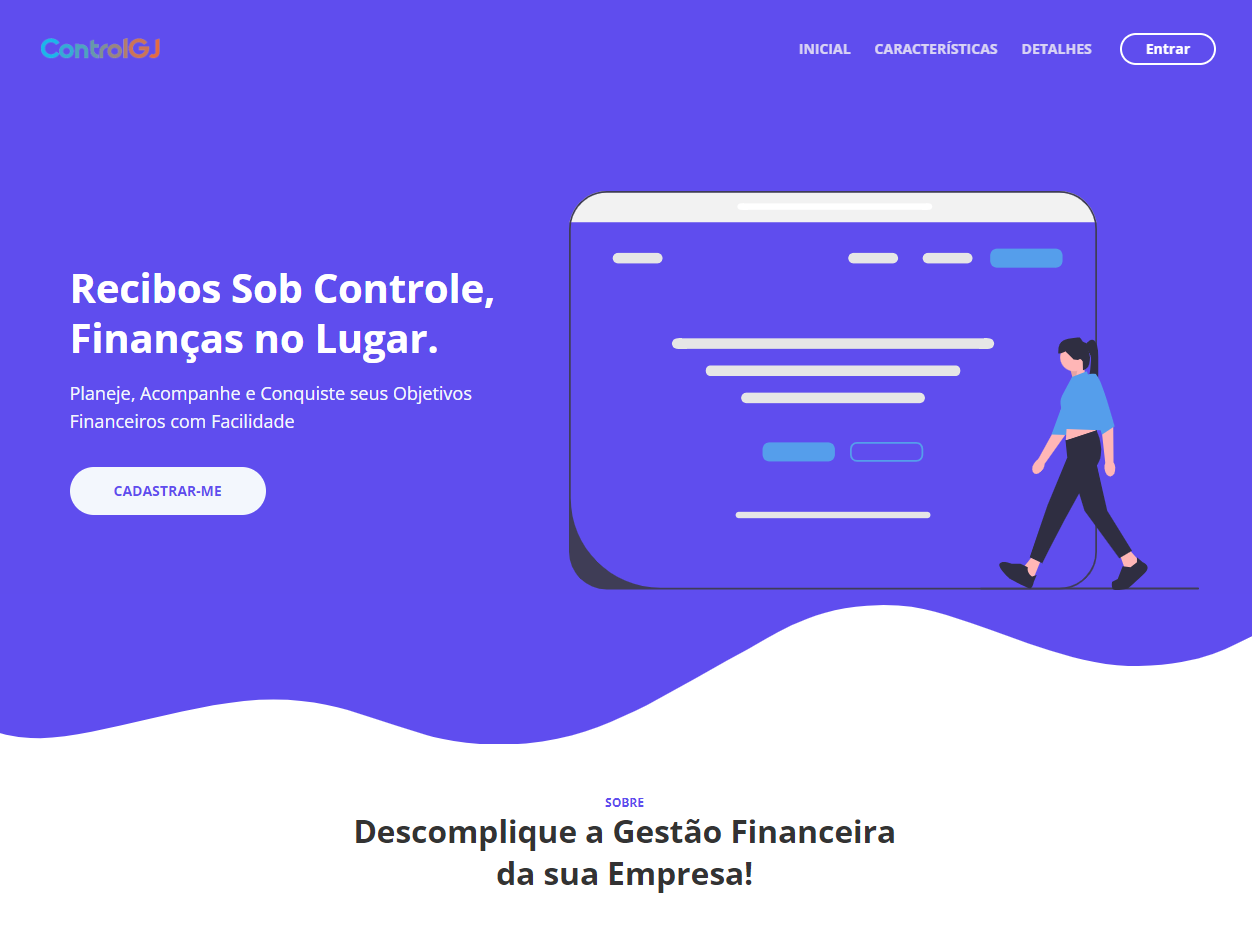 ControlGJ
INICIAL CARACTERÍSTICAS DETALHES Entrar
Recibos Sob Controle,
Finanças no Lugar.
Planeje, Acompanhe e Conquiste seus Objetivos
Financeiros com Facilidade
CADASTRAR-ME
SOBRE
Descomplique a Gestão Financeira
da sua Empresa!